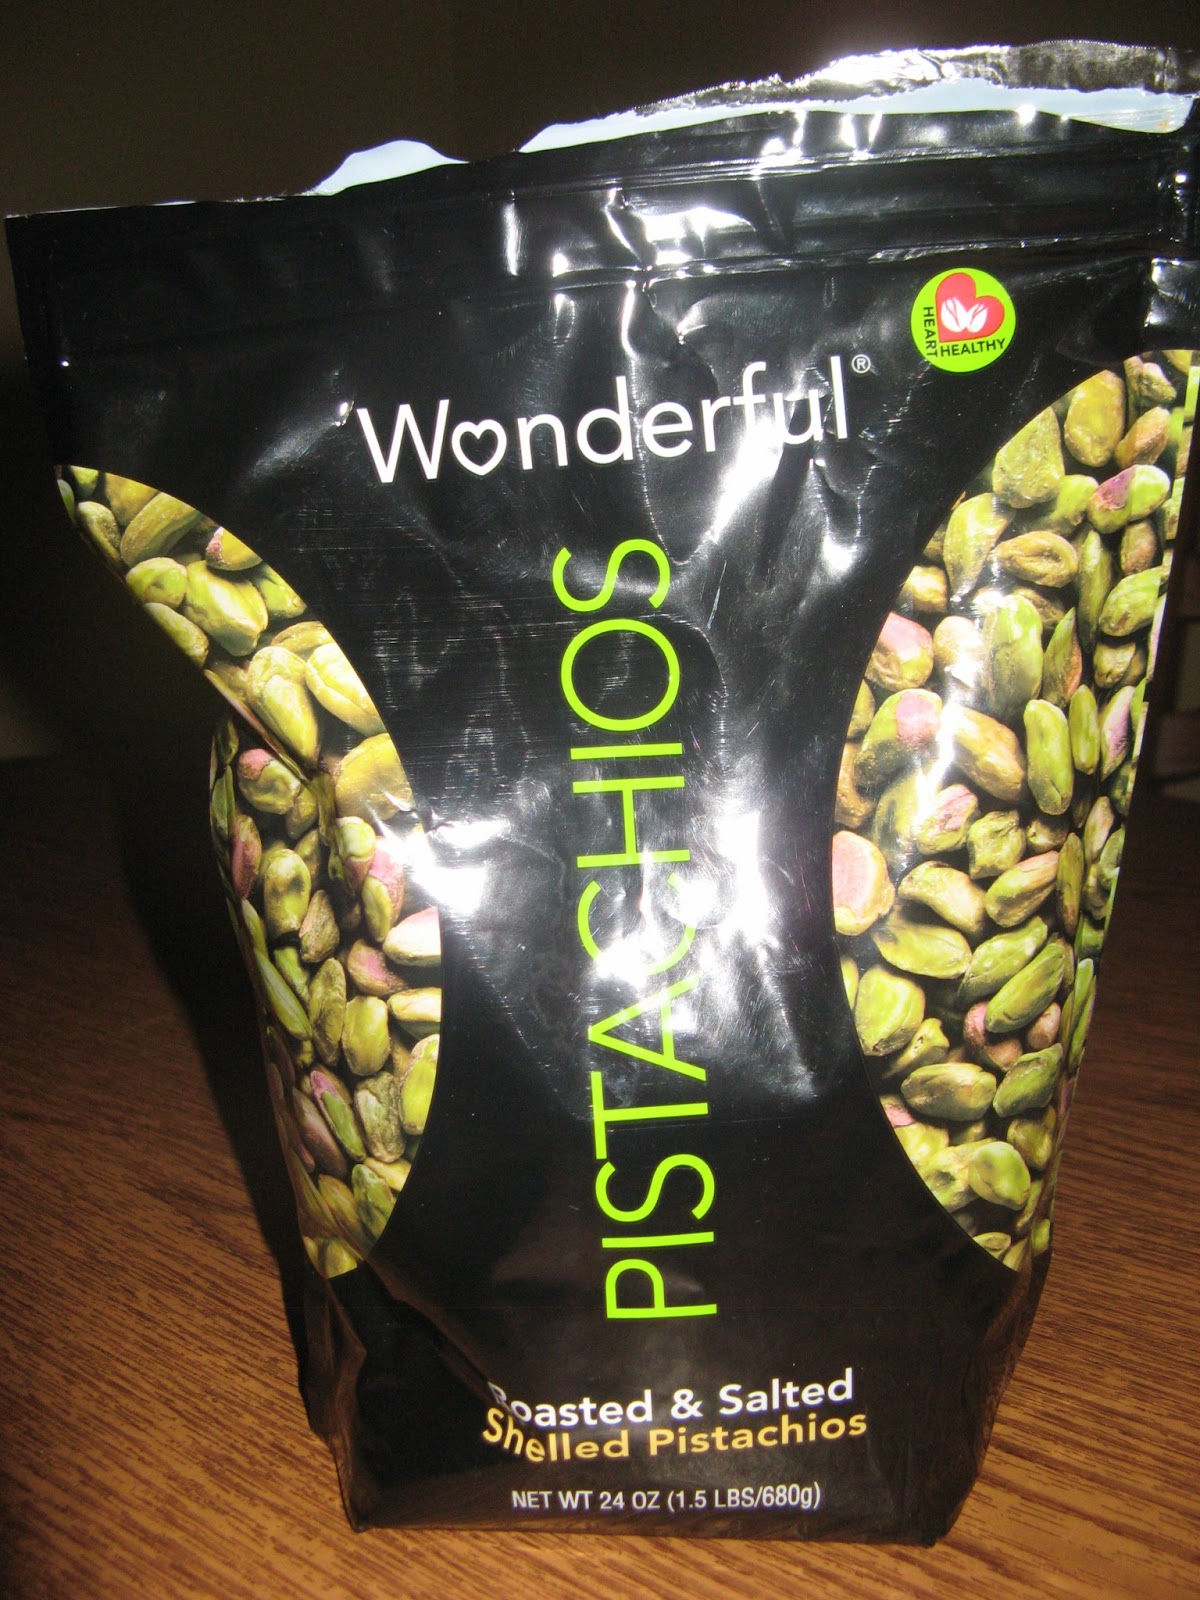 HEART HEALTHY
Wonderful®
PISTACHIOS
Roasted & Salted
Shelled Pistachios
NET WT 24 OZ (1.5 LBS/680g)